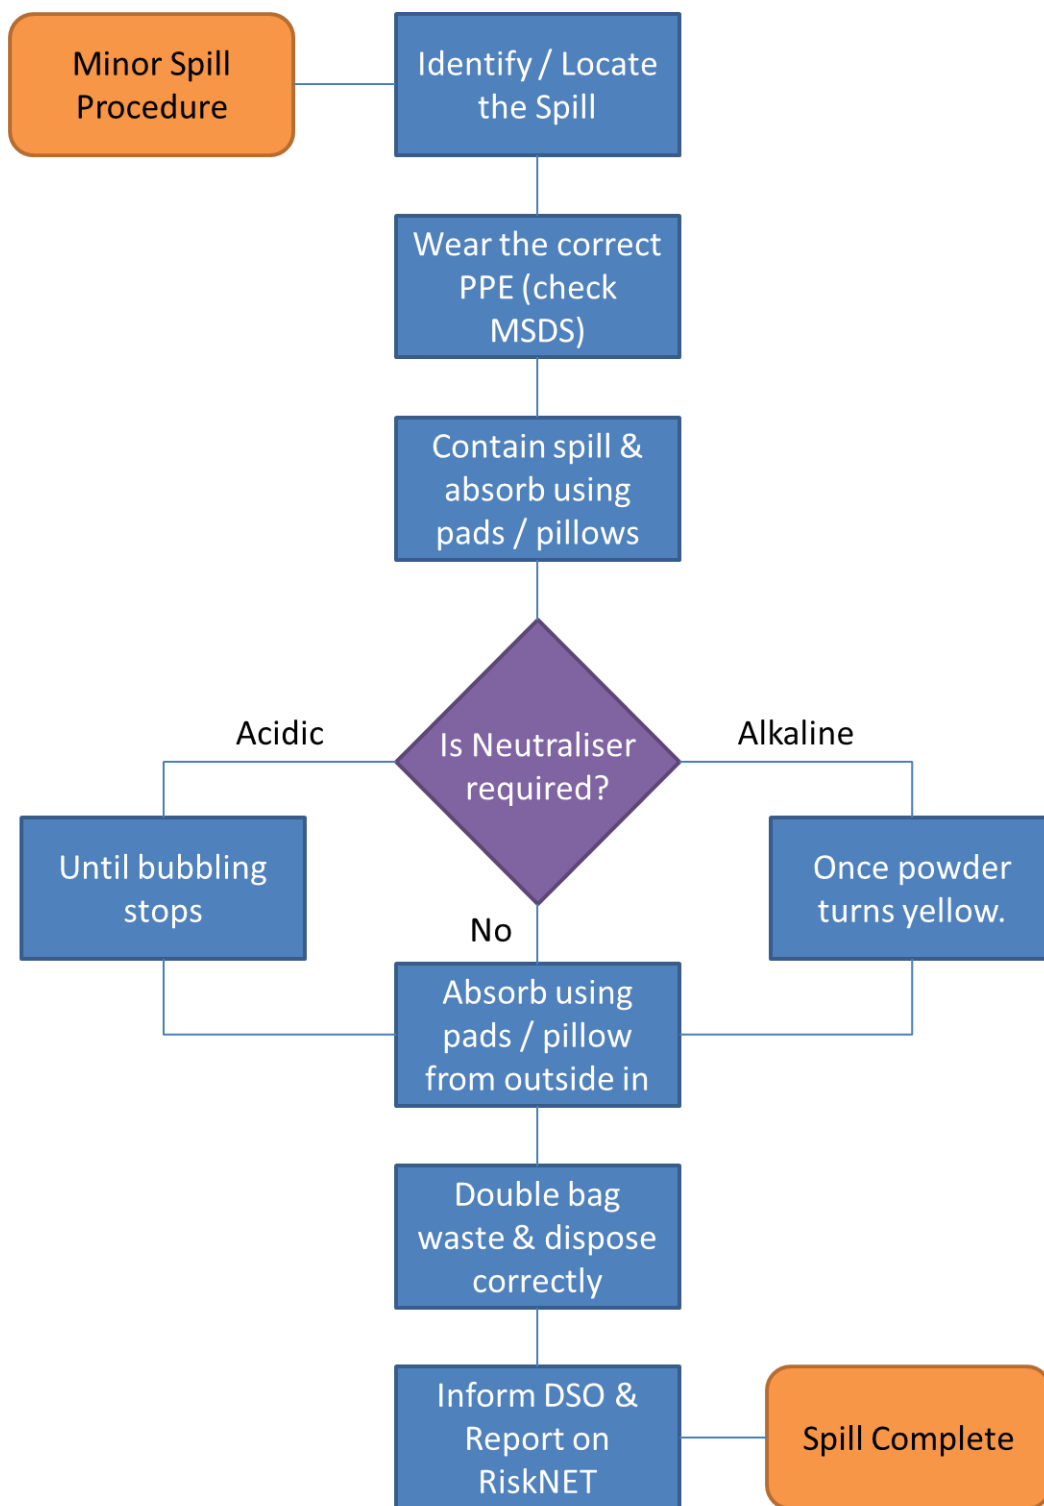 Minor Spill
Procedure
Identify / Locate
the Spill
Wear the correct
PPE (check
MSDS)
Contain spill &
absorb using
pads / pillows
Is Neutraliser
required?
Acidic
Alkaline
No
Until bubbling
stops
Once powder
turns yellow.
Absorb using
pads / pillow
from outside in
Double bag
waste & dispose
correctly
Inform DSO &
Report on
RiskNET
Spill Complete